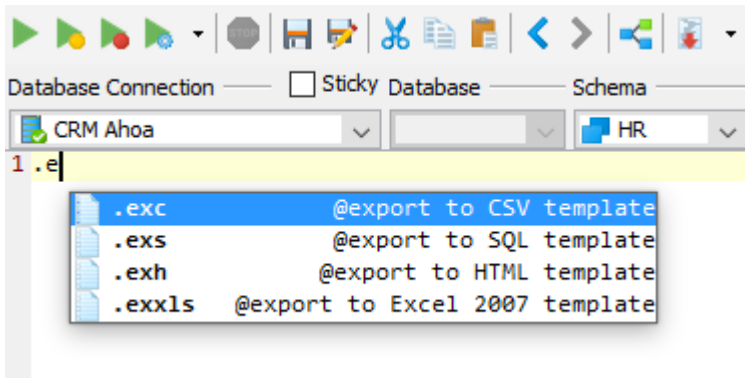 STOP
Database Connection Sticky Database Schema
CRM Ahoa HR
1 .e
.exc @export to CSV template
.exs @export to SQL template
.exh @export to HTML template
.exxls @export to Excel 2007 template